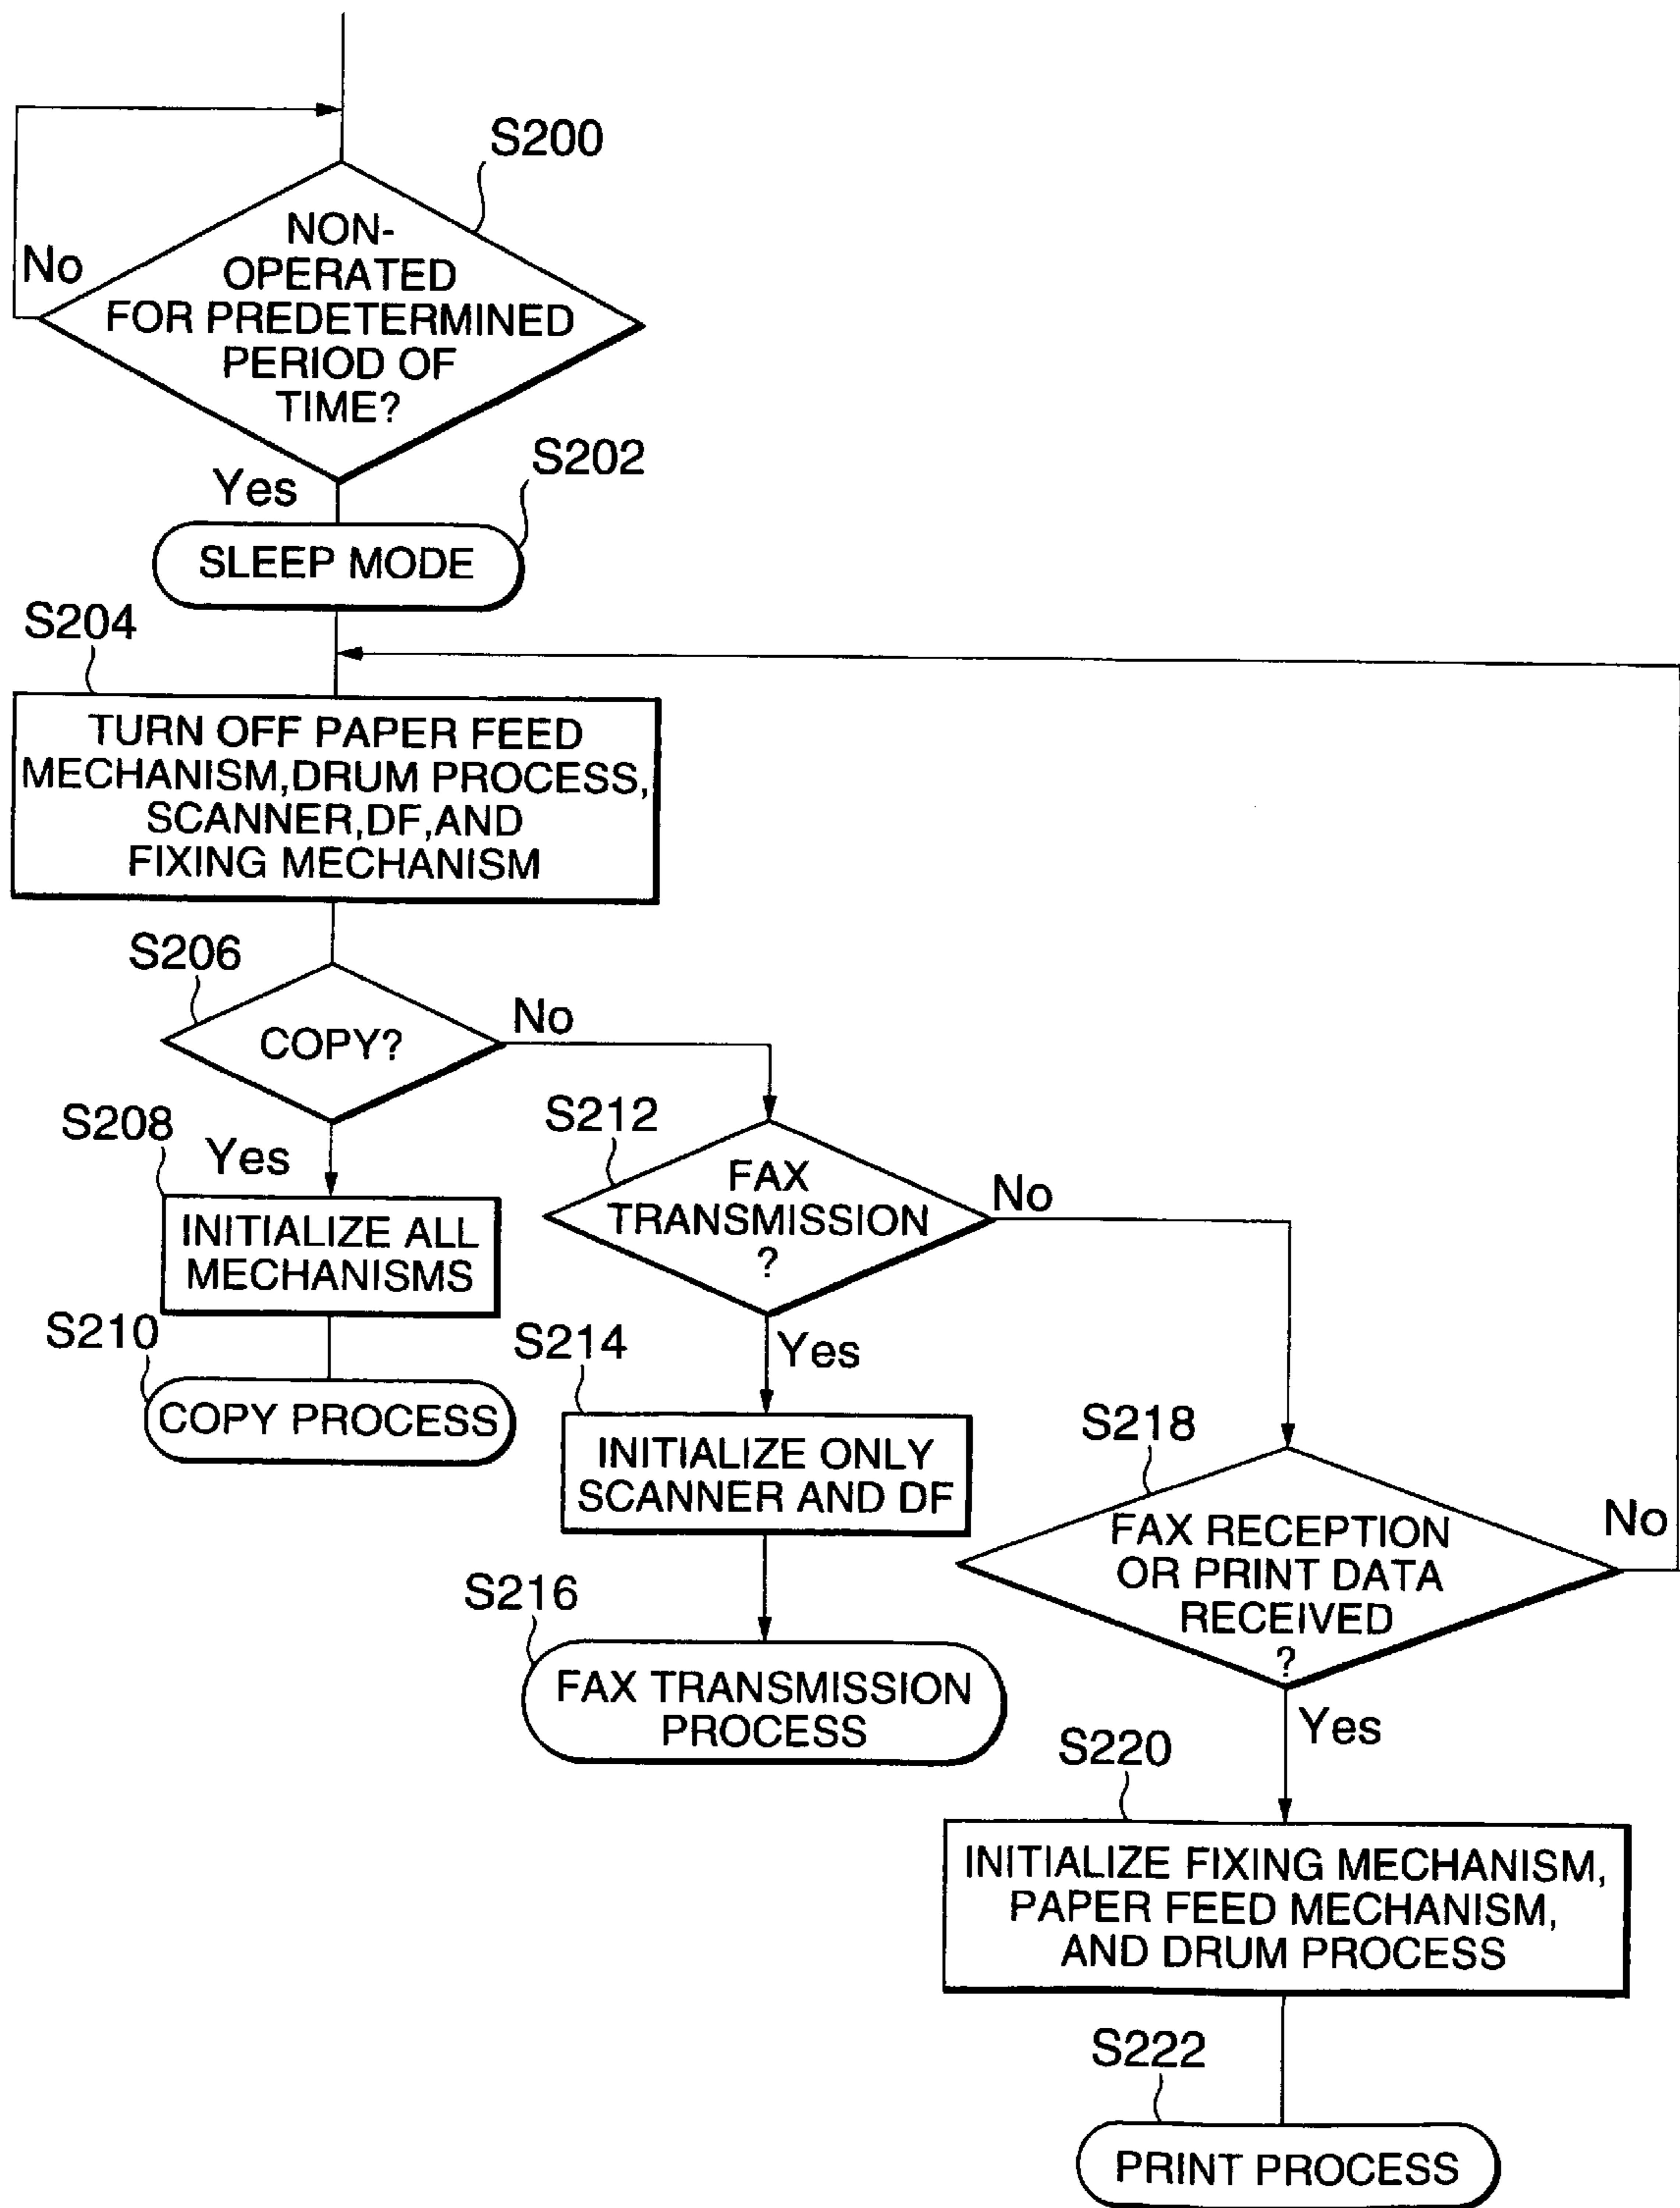 S200
NON-
OPERATED
FOR PREDETERMINED
PERIOD OF
TIME?
No
Yes
S202
SLEEP MODE
S204
TURN OFF PAPER FEED
MECHANISM,DRUM PROCESS,
SCANNER,DF,AND
FIXING MECHANISM
S206
COPY?
No
Yes
S208
INITIALIZE ALL
MECHANISMS
S210
COPY PROCESS
S212
FAX
TRANSMISSION
?
No
Yes
S214
INITIALIZE ONLY
SCANNER AND DF
S216
FAX TRANSMISSION
PROCESS
S218
FAX RECEPTION
OR PRINT DATA
RECEIVED
?
No
Yes
S220
INITIALIZE FIXING MECHANISM,
PAPER FEED MECHANISM,
AND DRUM PROCESS
S222
PRINT PROCESS